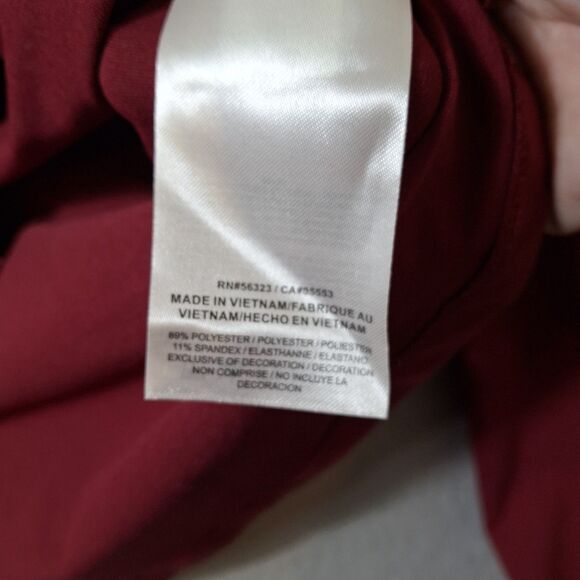 RN#56323 / CA#05553
MADE IN VIETNAM/FABRIQUE AU
VIETNAM/HECHO EN VIETNAM
89% POLYESTER / POLYESTER / POLIESTER
11% SPANDEX / ELASTHANNE / ELASTANO
EXCLUSIVE OF DECORATION / DECORATION
NON COMPRISE / NO INCLUYE LA
DECORACION